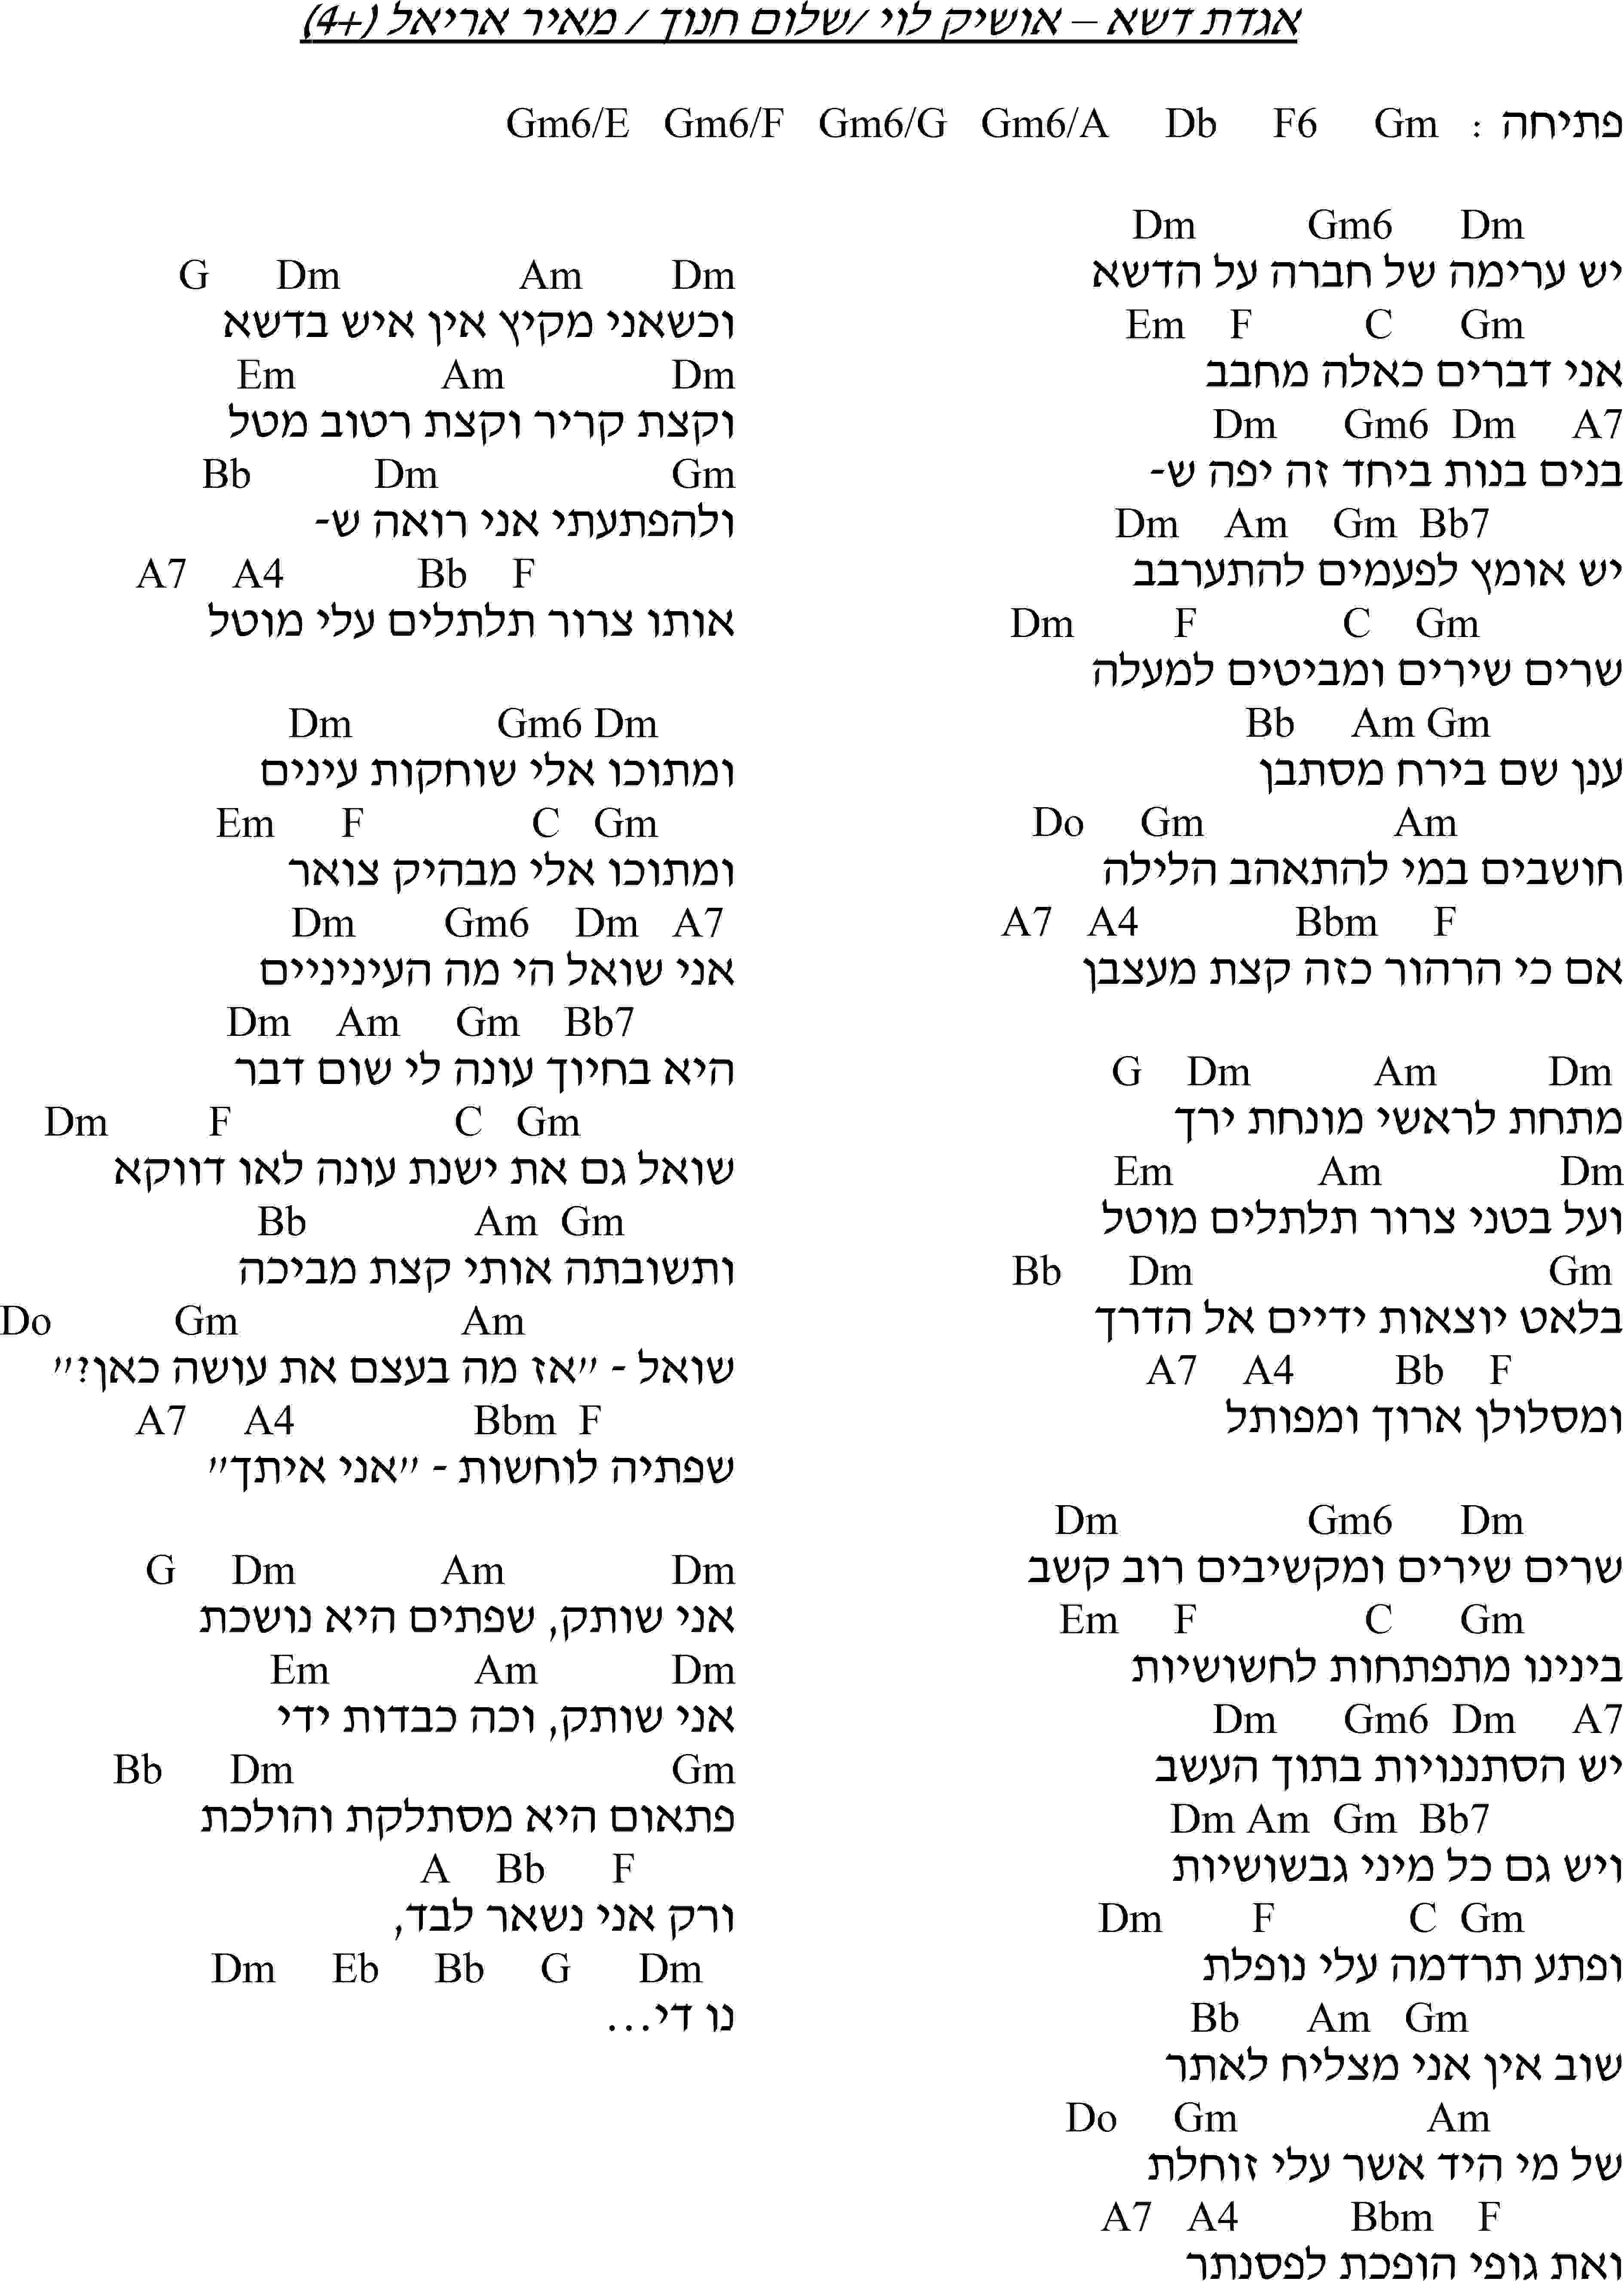 אגדת דשא – אושיק לוי /שלום חנוך / מאיר אריאל (+4)
פתיחה : Gm F6 Db Gm6/A Gm6/G Gm6/F Gm6/E
Dm Gm6 Dm
יש ערימה של חברה על הדשא
Em F C Gm
אני דברים כאלה מחבב
Dm Gm6 Dm A7
בנים בנות ביחד זה יפה ש-
Dm Am Gm Bb7
יש אומץ לפעמים להתערבב
Dm F C Gm
שרים שירים ומביטים למעלה
Bb Am Gm
ענן שם בירח מסתבן
Do Gm Am
חושבים במי להתאהב הלילה
A7 A4 Bbm F
אם כי הרהור כזה קצת מעצבן
G Dm Am Dm
מתחת לראשי מונחת ירך
Em Am Dm
ועל בטני צרור תלתלים מוטל
Bb Dm Gm
בלאט יוצאות ידיים אל הדרך
A7 A4 Bb F
ומסלולן ארוך ומפותל
Dm Gm6 Dm
שרים שירים ומקשיבים רוב קשב
Em F C Gm
בינינו מתפתחות לחשושיות
Dm Gm6 Dm A7
יש הסתננויות בתוך העשב
Dm Am Gm Bb7
ויש גם כל מיני גבשושיות
Dm F C Gm
ופתע תרדמה עלי נופלת
Bb Am Gm
שוב אין אני מצליח לאתר
Do Gm Am
של מי היד אשר עלי זוחלת
A7 A4 Bbm F
ואת גופי הופכת לפסנתר
G Dm Am Dm
וכשאני מקיץ אין איש בדשא
Em Am Dm
וקצת קריר וקצת רטוב מטל
Bb Dm Gm
ולהפתעתי אני רואה ש-
A7 A4 Bb F
אותו צרור תלתלים עלי מוטל
Dm Gm6 Dm
ומתוכו אלי שוחקות עינים
Em F C Gm
ומתוכו אלי מבהיק צואר
Dm Gm6 Dm A7
אני שואל הי מה העיניניים
Dm Am Gm Bb7
היא בחיוך עונה לי שום דבר
Dm F C Gm
שואל גם את ישנת עונה לאו דווקא
Bb Am Gm
ותשובתה אותי קצת מביכה
Do Gm Am
שואל - "אז מה בעצם את עושה כאן?"
A7 A4 Bbm F
שפתיה לוחשות - "אני איתך"
G Dm Am Dm
אני שותק, שפתים היא נושכת
Em Am Dm
אני שותק, וכה כבדות ידי
Bb Dm Gm
פתאום היא מסתלקת והולכת
A Bb F
ורק אני נשאר לבד,
Dm Eb Bb G Dm
נו די...